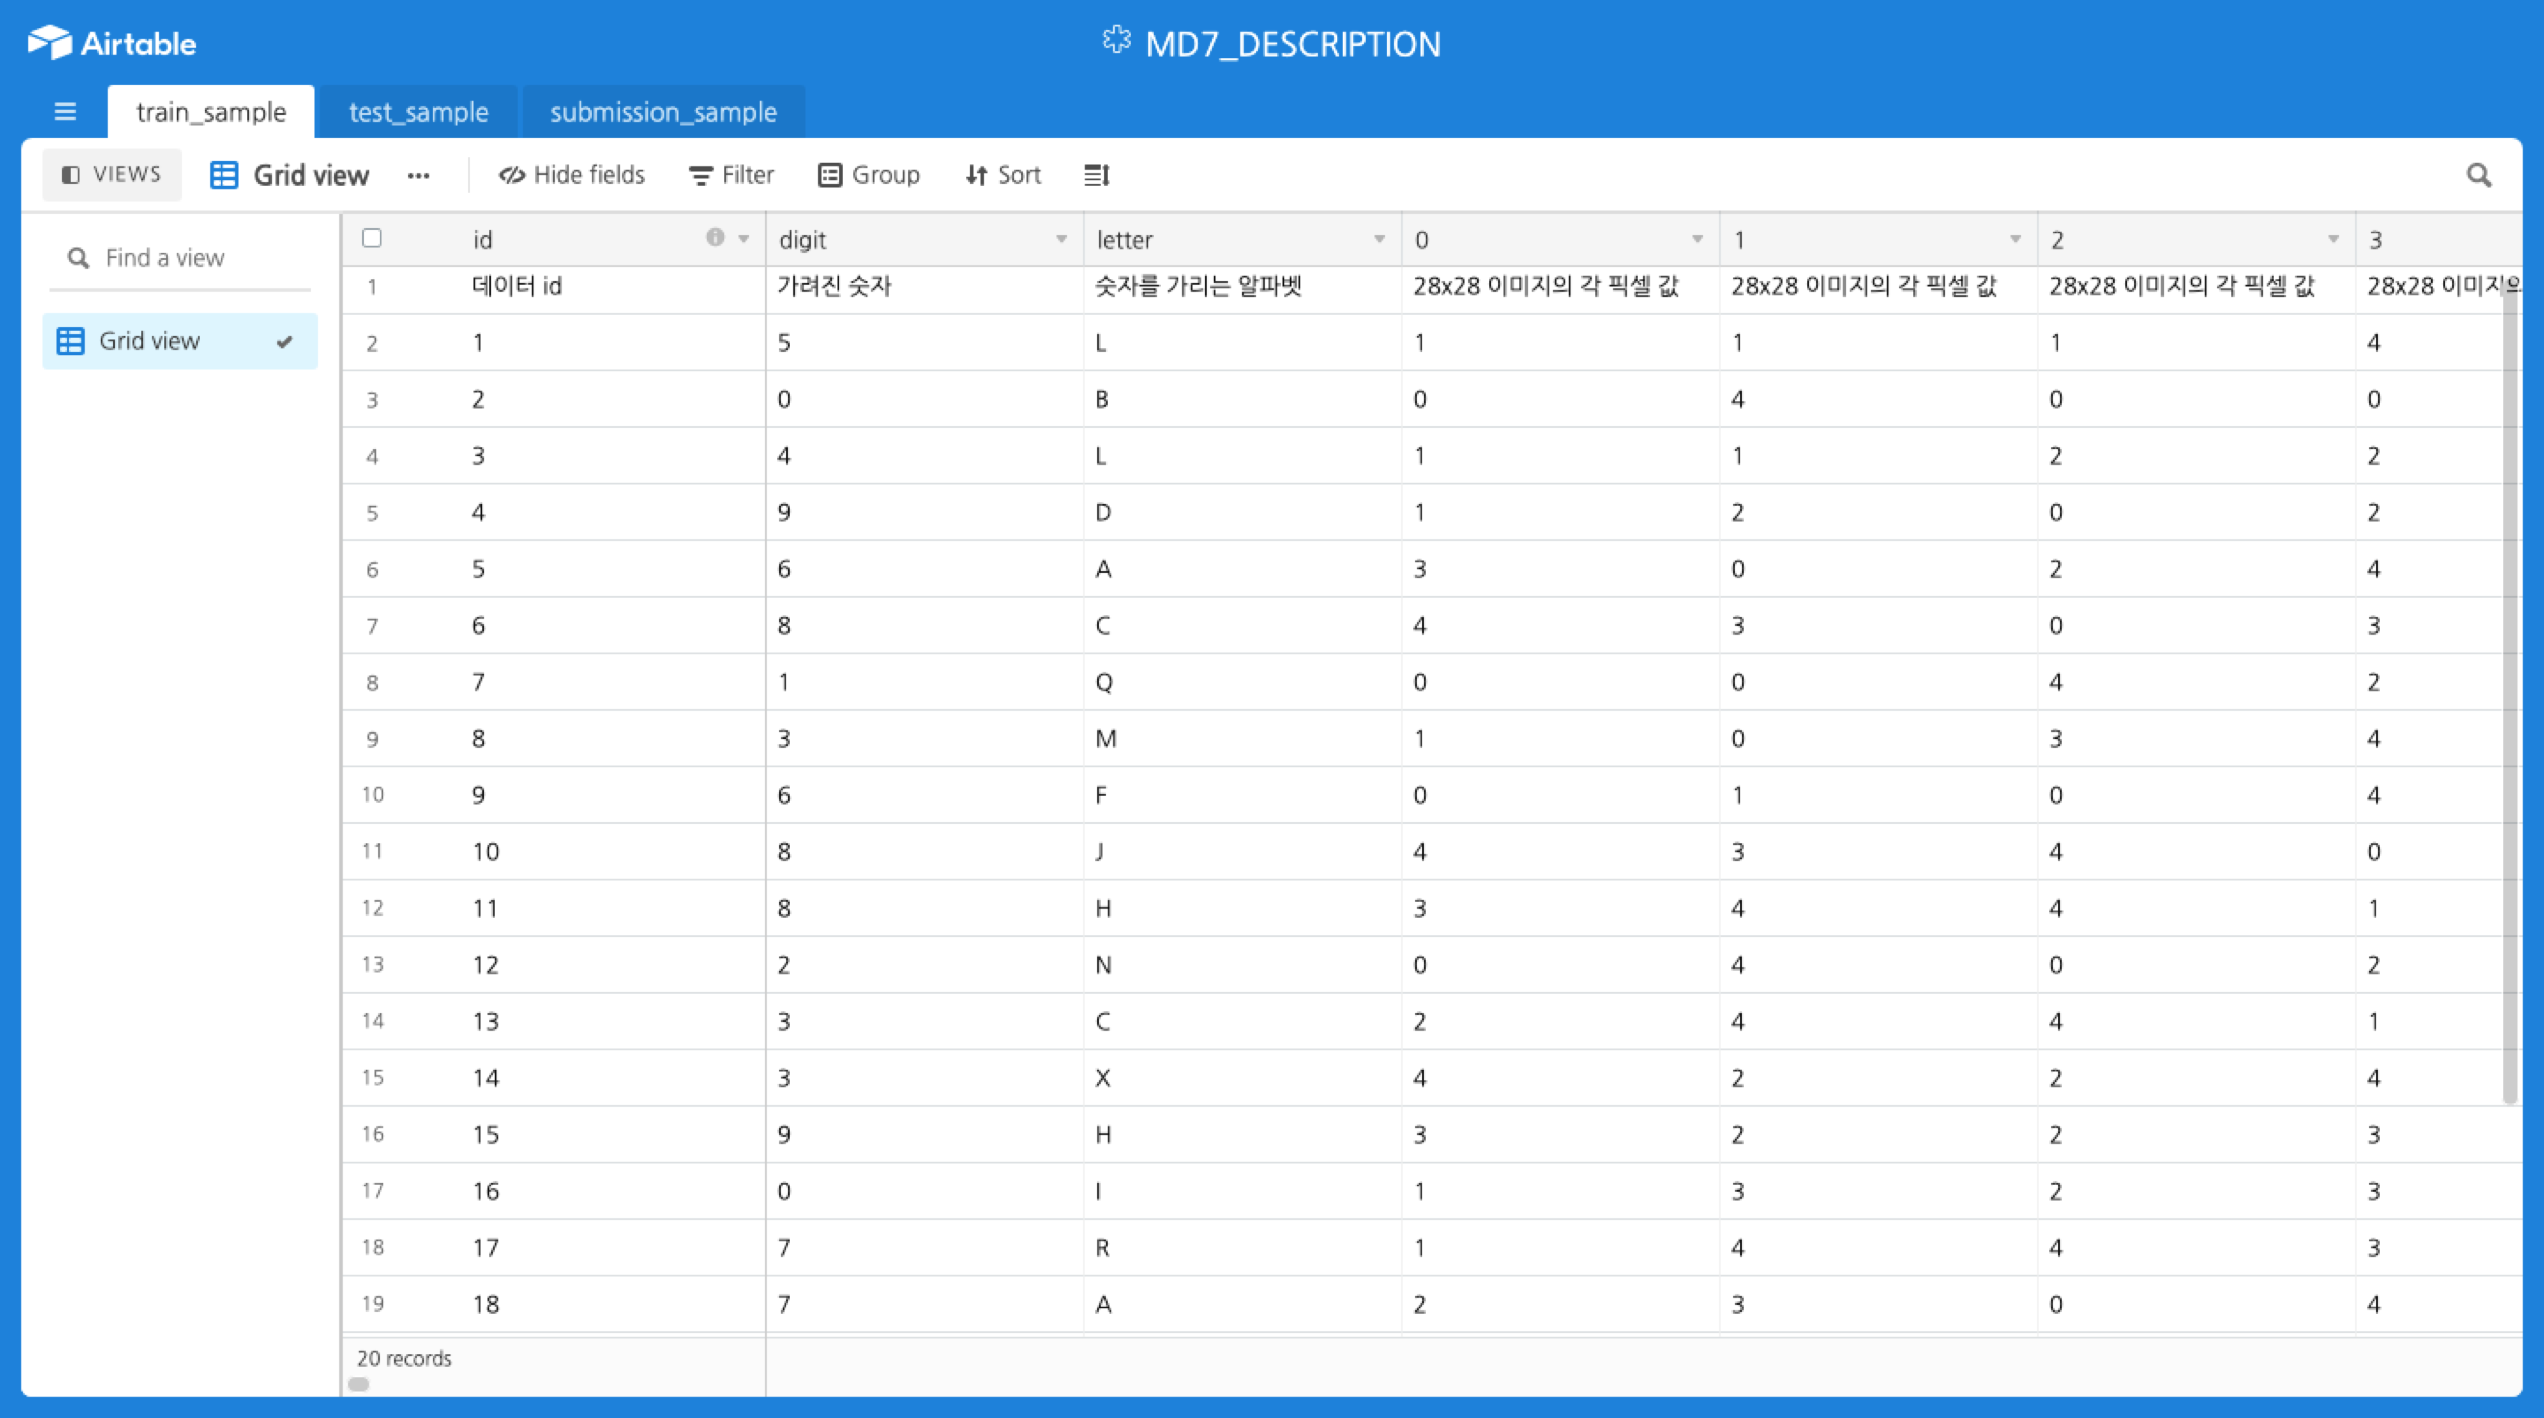 Airtable
MD7_DESCRIPTION
train_sample test_sample submission_sample
VIEWS Grid view ... Hide fields Filter Group Sort
Find a view
Grid view
id digit letter 0 1 2 3
1 데이터 id 가려진 숫자 숫자를 가리는 알파벳 28x28 이미지의 각 픽셀 값 28x28 이미지의 각 픽셀 값 28x28 이미지의 각 픽셀 값 28x28 이미지의
2 1 5 L 1 1 1 4
3 2 0 B 0 4 0 0
4 3 4 L 1 1 2 2
5 4 9 D 1 2 0 2
6 5 6 A 3 0 2 4
7 6 8 C 4 3 0 3
8 7 1 Q 0 0 4 2
9 8 3 M 1 0 3 4
10 9 6 F 0 1 0 4
11 10 8 J 4 3 4 0
12 11 8 H 3 4 4 1
13 12 2 N 0 4 0 2
14 13 3 C 2 4 4 1
15 14 3 X 4 2 2 4
16 15 9 H 3 2 2 3
17 16 0 I 1 3 2 3
18 17 7 R 1 4 4 3
19 18 7 A 2 3 0 4
20 records